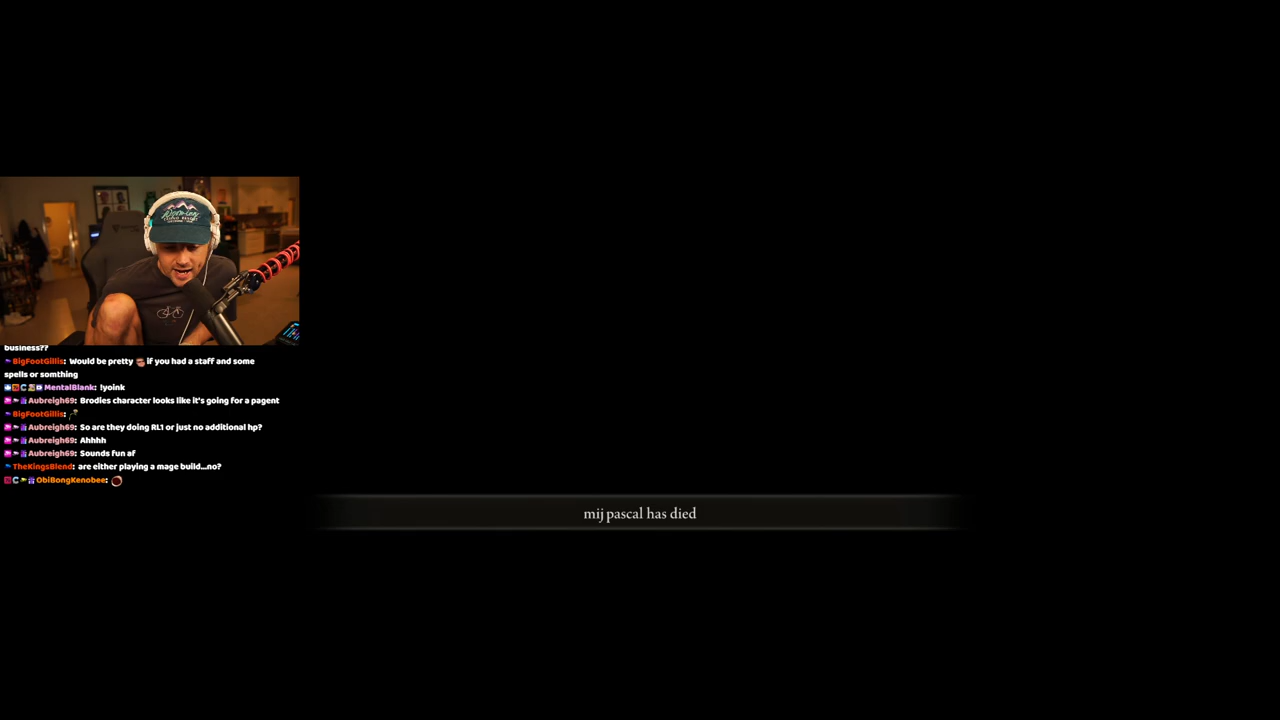 business??
BigFootGillis: Would be pretty if you had a staff and some
spells or somthing
MentalBlank: !yoink
Aubreigh69: Brodies character looks like it's going for a pagent
BigFootGillis:
Aubreigh69: So are they doing RL1 or just no additional hp?
Aubreigh69: Ahhhh
Aubreigh69: Sounds fun af
TheKingsBlend: are either playing a mage build...no?
ObiBongKenobee:
mij pascal has died